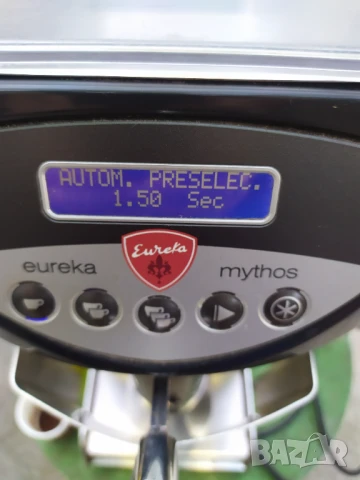 AUTOM. PRESELEC.
1.50 Sec
Eureka
eureka
mythos
BAZAR
bg